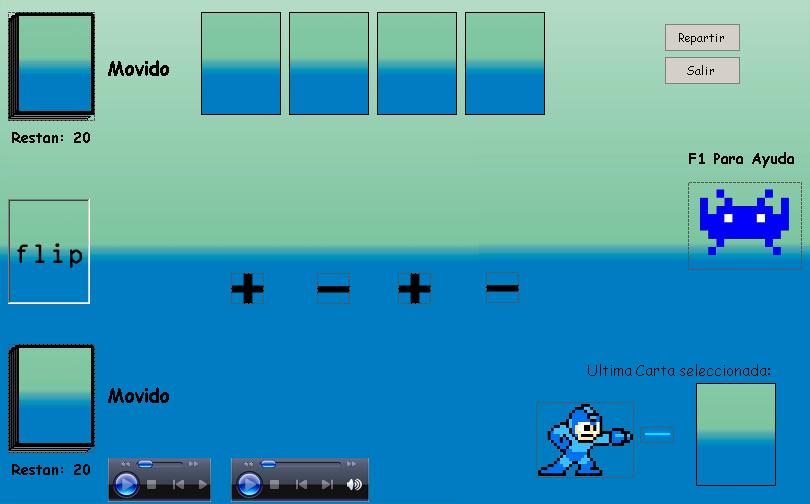 Repartir
Movido
Salir
Restan: 20
F1 Para Ayuda
flip
+ - + -
Ultima Carta seleccionada:
Movido
Restan: 20